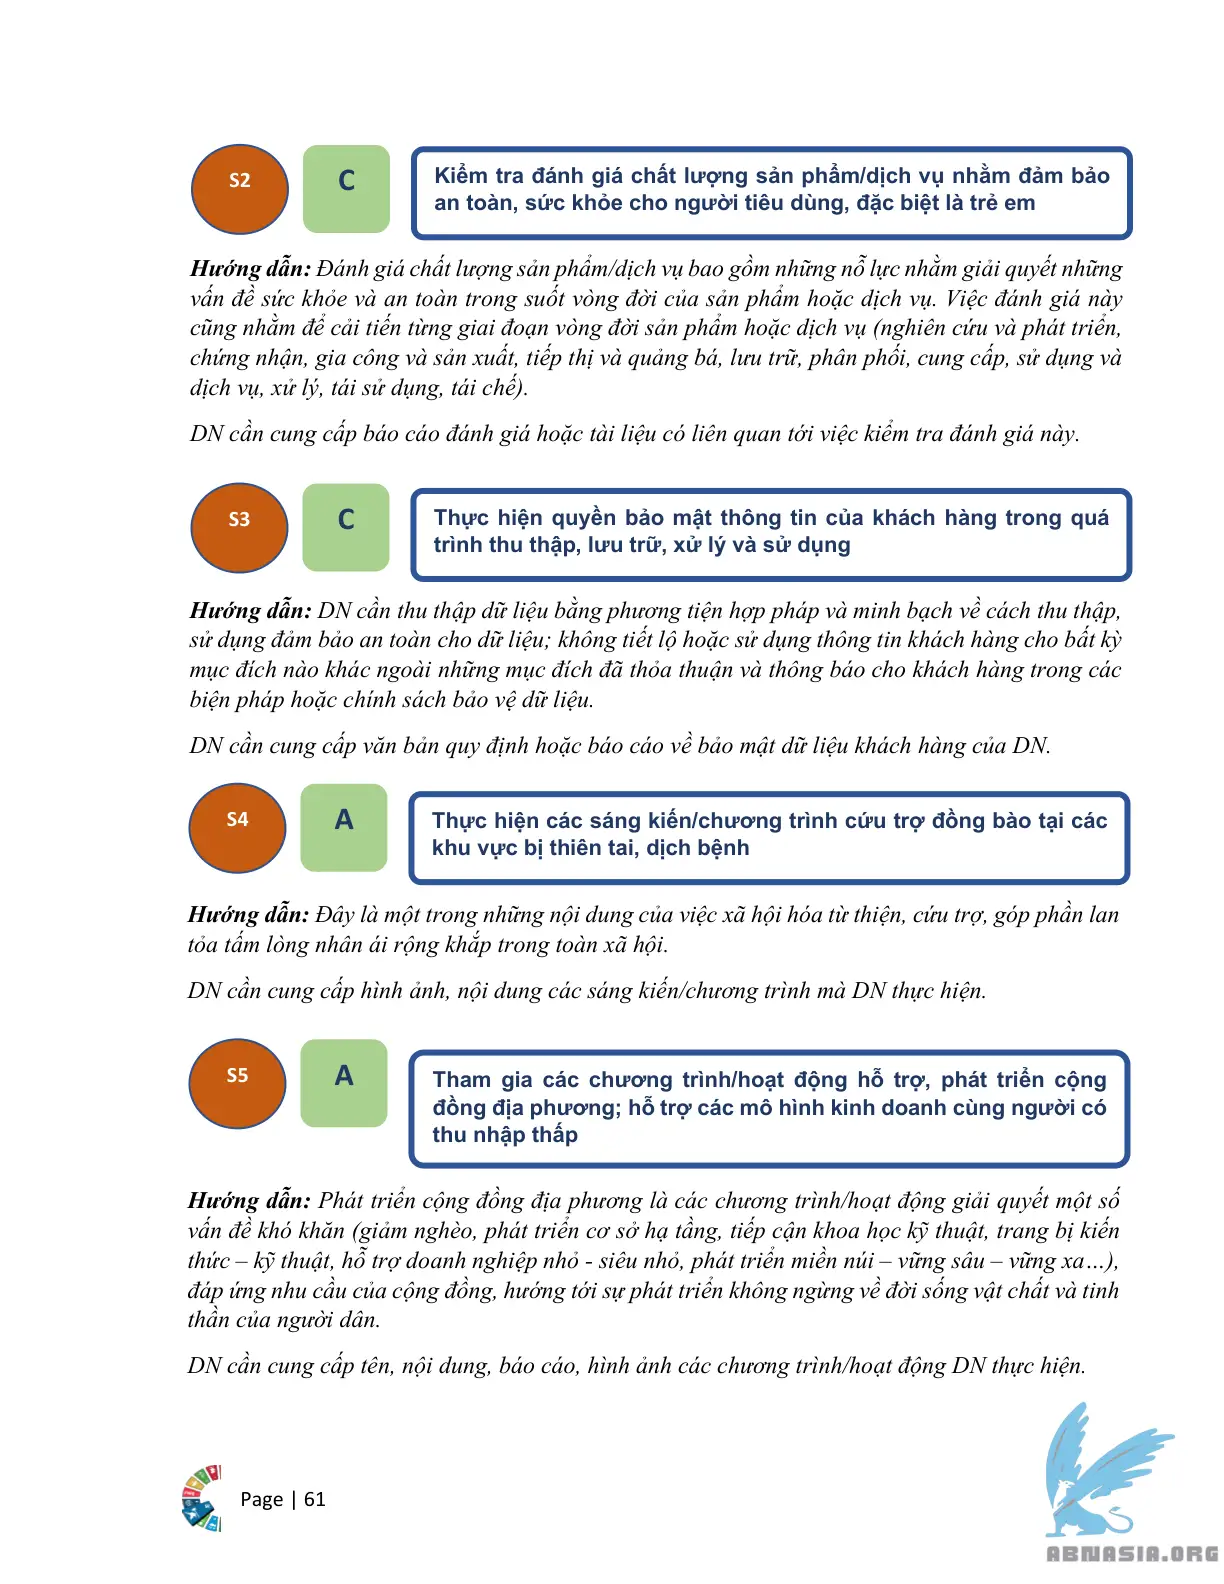 S2
C
Kiểm tra đánh giá chất lượng sản phẩm/dịch vụ nhằm đảm bảo
an toàn, sức khỏe cho người tiêu dùng, đặc biệt là trẻ em
Hướng dẫn: Đánh giá chất lượng sản phẩm/dịch vụ bao gồm những nỗ lực nhằm giải quyết những
vấn đề sức khỏe và an toàn trong suốt vòng đời của sản phẩm hoặc dịch vụ. Việc đánh giá này
cũng nhằm để cải tiến từng giai đoạn vòng đời sản phẩm hoặc dịch vụ (nghiên cứu và phát triển,
chứng nhận, gia công và sản xuất, tiếp thị và quảng bá, lưu trữ, phân phối, cung cấp, sử dụng và
dịch vụ, xử lý, tái sử dụng, tái chế).
DN cần cung cấp báo cáo đánh giá hoặc tài liệu có liên quan tới việc kiểm tra đánh giá này.
S3
C
Thực hiện quyền bảo mật thông tin của khách hàng trong quá
trình thu thập, lưu trữ, xử lý và sử dụng
Hướng dẫn: DN cần thu thập dữ liệu bằng phương tiện hợp pháp và minh bạch về cách thu thập,
sử dụng đảm bảo an toàn cho dữ liệu; không tiết lộ hoặc sử dụng thông tin khách hàng cho bất kỳ
mục đích nào khác ngoài những mục đích đã thỏa thuận và thông báo cho khách hàng trong các
biện pháp hoặc chính sách bảo vệ dữ liệu.
DN cần cung cấp văn bản quy định hoặc báo cáo về bảo mật dữ liệu khách hàng của DN.
S4
A
Thực hiện các sáng kiến/chương trình cứu trợ đồng bào tại các
khu vực bị thiên tai, dịch bệnh
Hướng dẫn: Đây là một trong những nội dung của việc xã hội hóa từ thiện, cứu trợ, góp phần lan
tỏa tấm lòng nhân ái rộng khắp trong toàn xã hội.
DN cần cung cấp hình ảnh, nội dung các sáng kiến/chương trình mà DN thực hiện.
S5
A
Tham gia các chương trình/hoạt động hỗ trợ, phát triển cộng
đồng địa phương; hỗ trợ các mô hình kinh doanh cùng người có
thu nhập thấp
Hướng dẫn: Phát triển cộng đồng địa phương là các chương trình/hoạt động giải quyết một số
vấn đề khó khăn (giảm nghèo, phát triển cơ sở hạ tầng, tiếp cận khoa học kỹ thuật, trang bị kiến
thức – kỹ thuật, hỗ trợ doanh nghiệp nhỏ - siêu nhỏ, phát triển miền núi – vững sâu – vững xa…),
đáp ứng nhu cầu của cộng đồng, hướng tới sự phát triển không ngừng về đời sống vật chất và tinh
thần của người dân.
DN cần cung cấp tên, nội dung, báo cáo, hình ảnh các chương trình/hoạt động DN thực hiện.
Page | 61
ABNASIA.ORG